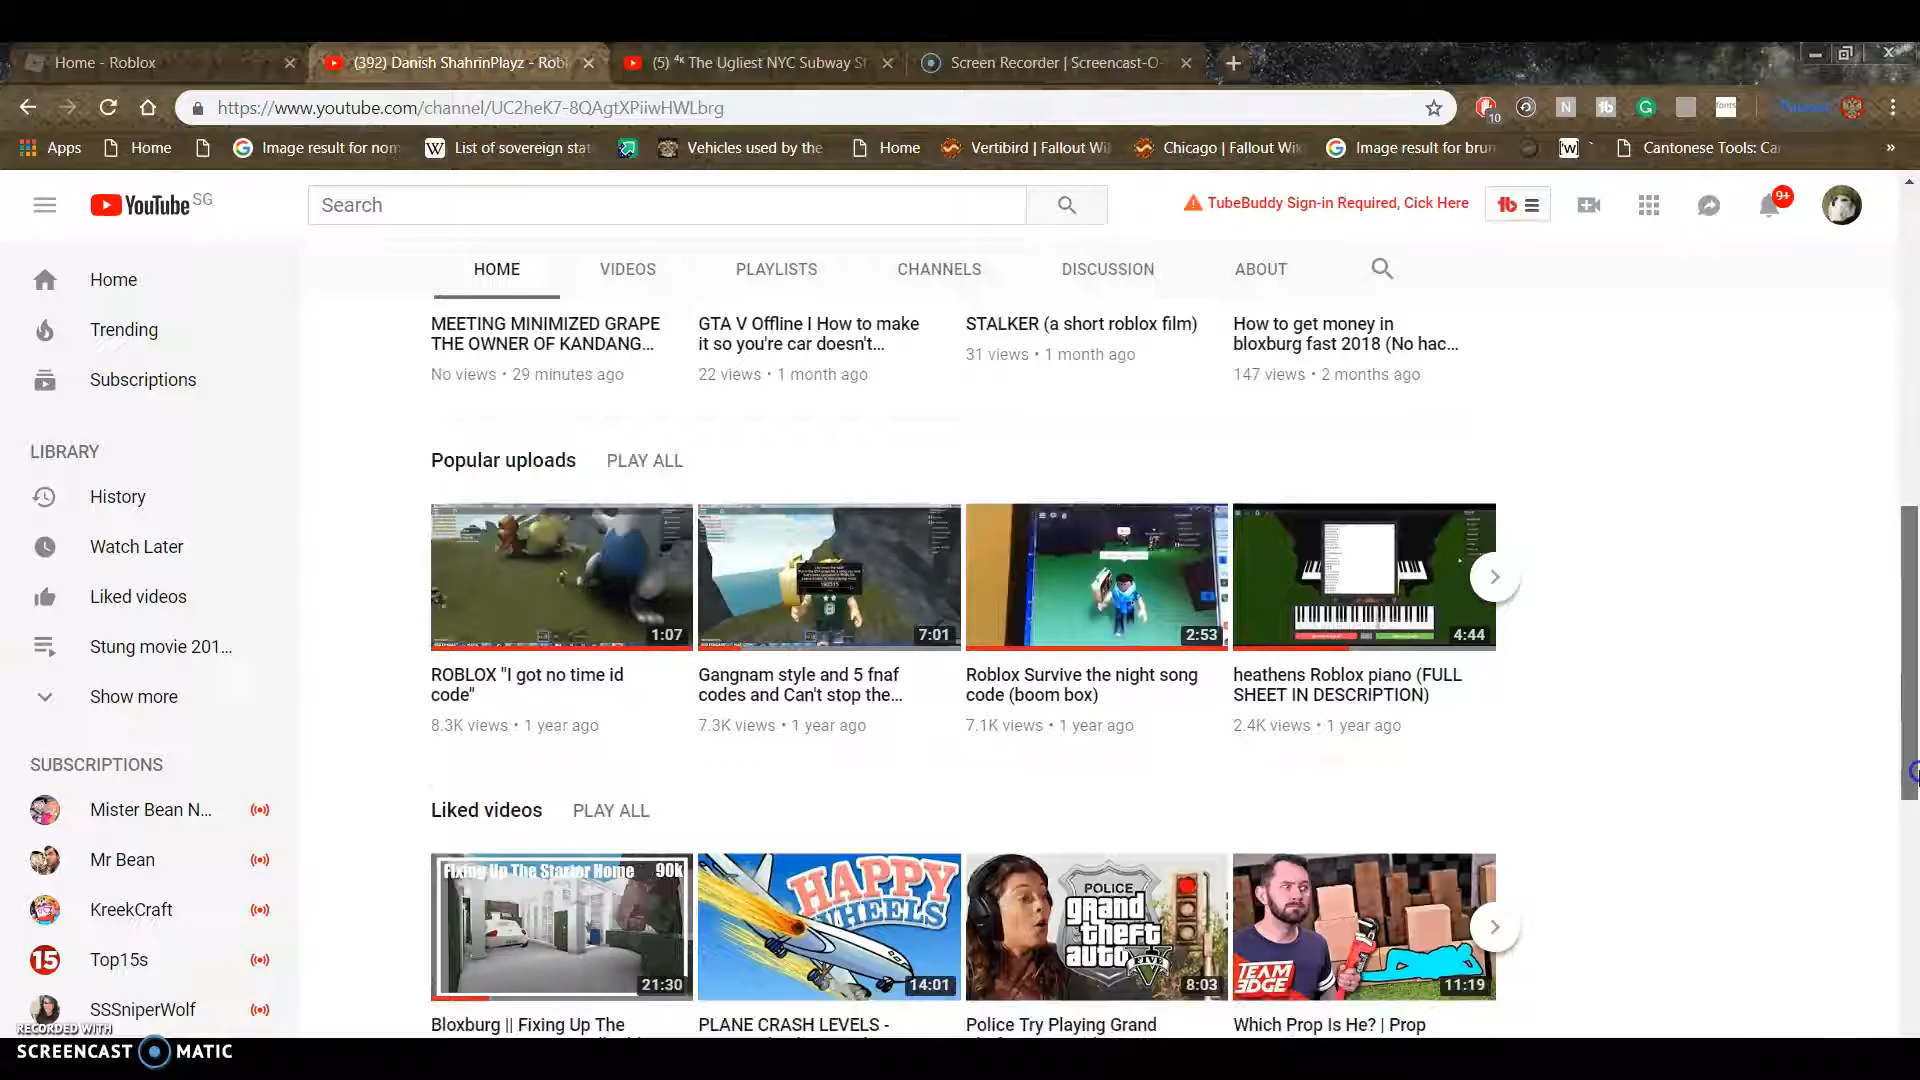 Home - Roblox
(392) Danish ShahrinPlayz - Robl
(5) ⁴ᴷ The Ugliest NYC Subway St
Screen Recorder | Screencast-O-
https://www.youtube.com/channel/UC2heK7-8QAgtXPiiwHWLbrg
10
fonts
Paused
Apps
Home
Image result for nom
List of sovereign stat
Vehicles used by the
Home
Vertibird | Fallout Wi
Chicago | Fallout Wik
Image result for brun
Cantonese Tools: Ca
»
YouTube SG
Search
TubeBuddy Sign-in Required, Cick Here
9+
HOME
VIDEOS
PLAYLISTS
CHANNELS
DISCUSSION
ABOUT
Home
Trending
Subscriptions
LIBRARY
History
Watch Later
Liked videos
Stung movie 201...
Show more
SUBSCRIPTIONS
Mister Bean N...
Mr Bean
KreekCraft
15
Top15s
SSSniperWolf
MEETING MINIMIZED GRAPE
THE OWNER OF KANDANG...
No views • 29 minutes ago
GTA V Offline I How to make
it so you're car doesn't...
22 views • 1 month ago
STALKER (a short roblox film)
31 views • 1 month ago
How to get money in
bloxburg fast 2018 (No hac...
147 views • 2 months ago
Popular uploads
PLAY ALL
1:07
7:01
2:53
4:44
ROBLOX "I got no time id
code"
8.3K views • 1 year ago
Gangnam style and 5 fnaf
codes and Can't stop the...
7.3K views • 1 year ago
Roblox Survive the night song
code (boom box)
7.1K views • 1 year ago
heathens Roblox piano (FULL
SHEET IN DESCRIPTION)
2.4K views • 1 year ago
Liked videos
PLAY ALL
Fixing Up The Starter Home 90k
21:30
HAPPY
WHEELS
14:01
POLICE
grand
theft
auto
FIVE
8:03
TEAM
EDGE
11:19
Bloxburg || Fixing Up The
PLANE CRASH LEVELS -
Police Try Playing Grand
Which Prop Is He? | Prop
RECORDED WITH
SCREENCAST MATIC